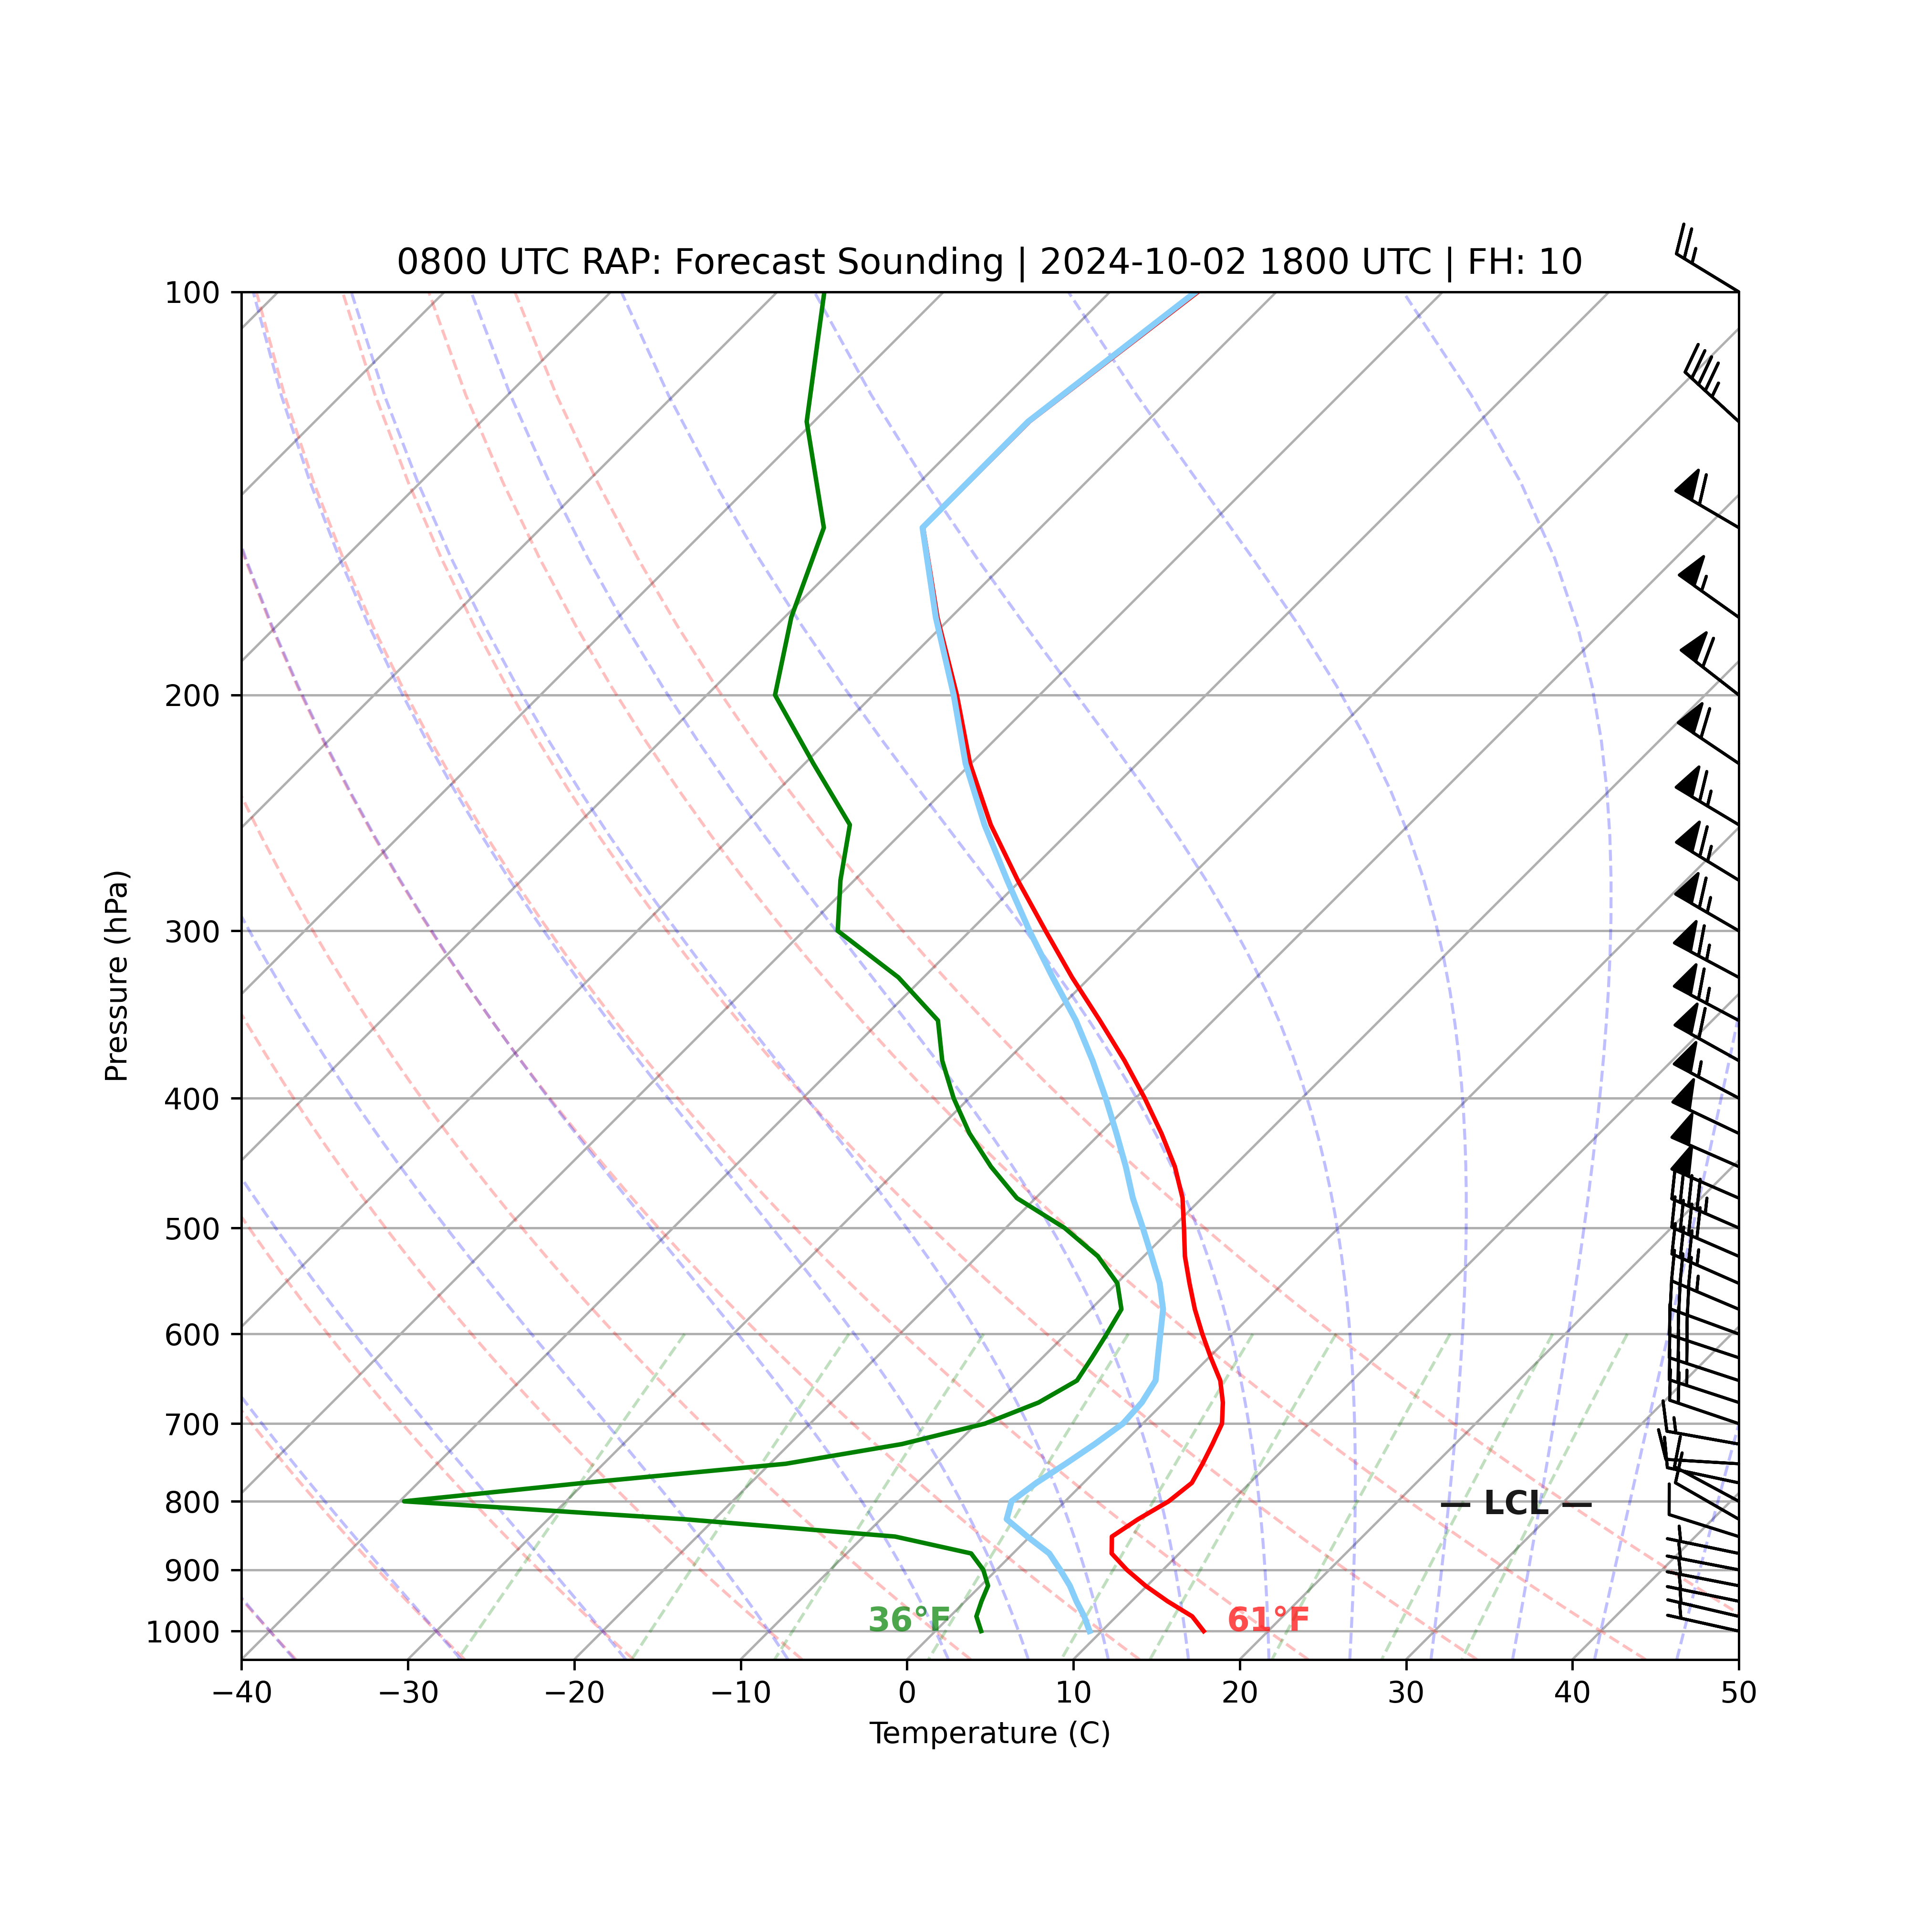 0800 UTC RAP: Forecast Sounding | 2024-10-02 1800 UTC | FH: 10
100
200
300
400
500
600
700
800
900
1000
Pressure (hPa)
— LCL —
36°F
61°F
−40 −30 −20 −10 0 10 20 30 40 50
Temperature (C)